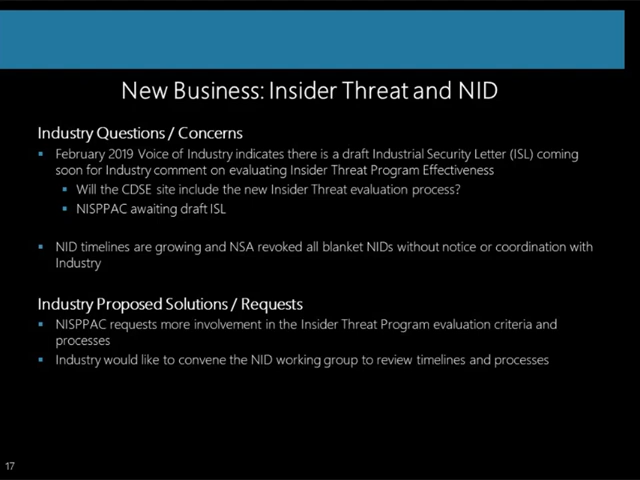 New Business: Insider Threat and NID
Industry Questions / Concerns
▪ February 2019 Voice of Industry indicates there is a draft Industrial Security Letter (ISL) coming
soon for Industry comment on evaluating Insider Threat Program Effectiveness
▪ Will the CDSE site include the new Insider Threat evaluation process?
▪ NISPPAC awaiting draft ISL
▪ NID timelines are growing and NSA revoked all blanket NIDs without notice or coordination with
Industry
Industry Proposed Solutions / Requests
▪ NISPPAC requests more involvement in the Insider Threat Program evaluation criteria and
processes
▪ Industry would like to convene the NID working group to review timelines and processes
17